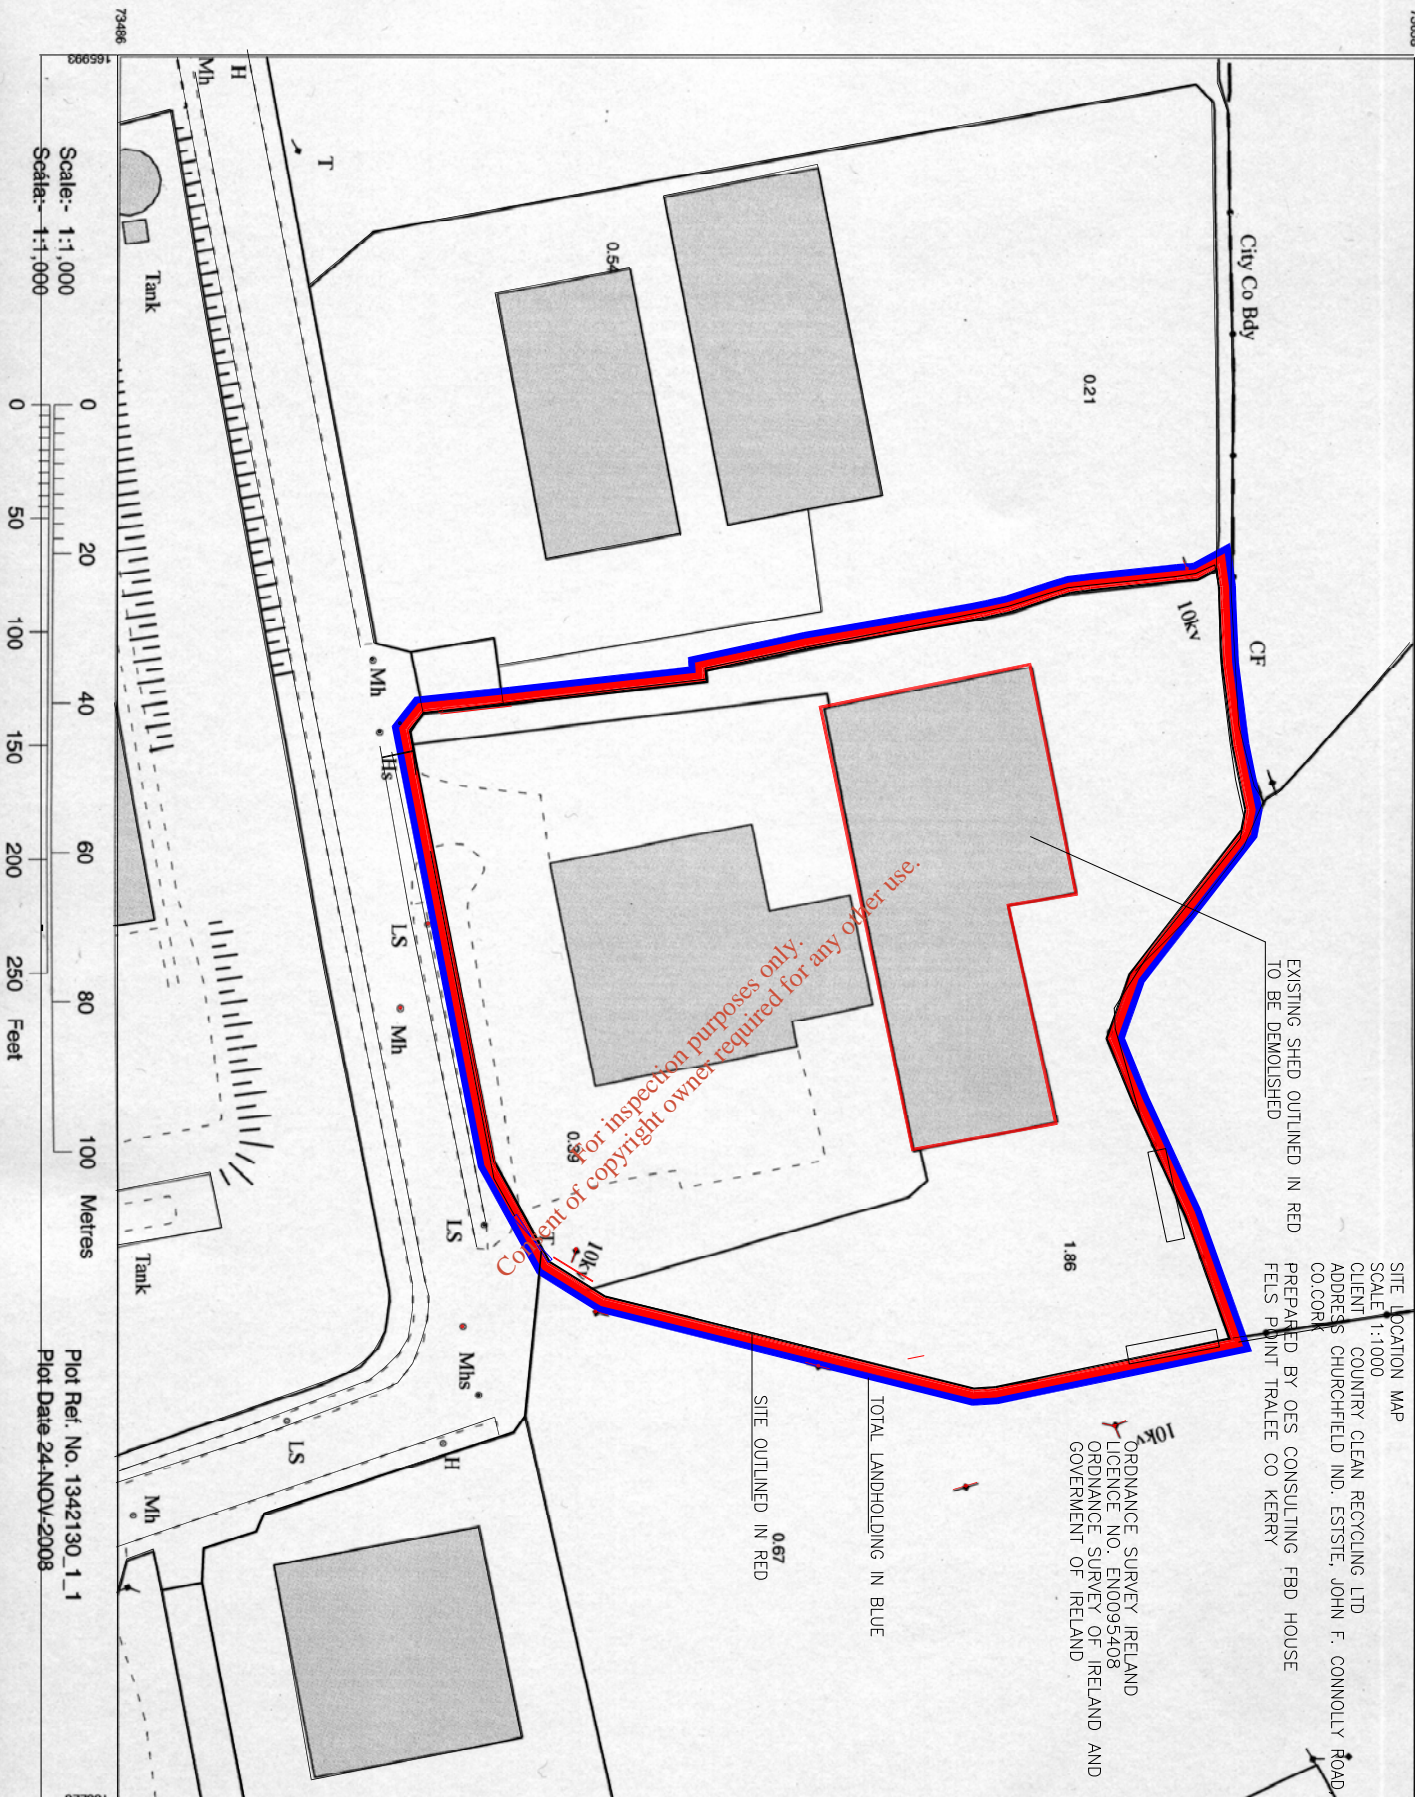 SITE LOCATION MAP
SCALE 1:1000
CLIENT COUNTRY CLEAN RECYCLING LTD
ADDRESS CHURCHFIELD IND. ESTSTE, JOHN F. CONNOLLY ROAD
CO.CORK
PREPARED BY OES CONSULTING FBD HOUSE
FELS POINT TRALEE CO KERRY
EXISTING SHED OUTLINED IN RED
TO BE DEMOLISHED
ORDNANCE SURVEY IRELAND
LICENCE NO. EN0095408
ORDNANCE SURVEY OF IRELAND AND
GOVERMENT OF IRELAND
TOTAL LANDHOLDING IN BLUE
SITE OUTLINED IN RED
City Co Bdy
CF
10kv
0.21
0.54
1.86
10kv
0.67
0.39
10kv
T
For inspection purposes only.
Consent of copyright owner required for any other use.
T
H
Mh
Mh
Hs
LS
Mh
LS
Mhs
H
LS
Mh
Tank
Tank
73486
165993
Scale:- 1:1,000
Scála:- 1:1,000
0 20 40 60 80 100 Metres
0 50 100 150 200 250 Feet
Plot Ref. No. 1342130_1_1
Plot Date 24-NOV-2008